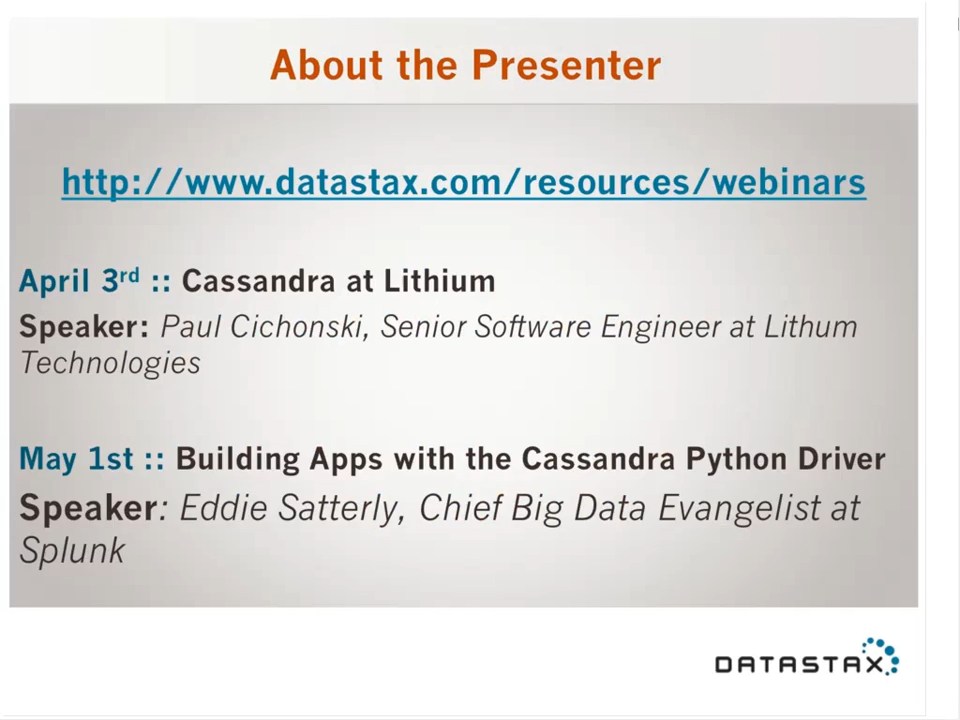 About the Presenter
http://www.datastax.com/resources/webinars
April 3rd :: Cassandra at Lithium
Speaker: Paul Cichonski, Senior Software Engineer at Lithum
Technologies
May 1st :: Building Apps with the Cassandra Python Driver
Speaker: Eddie Satterly, Chief Big Data Evangelist at
Splunk
DATASTAX